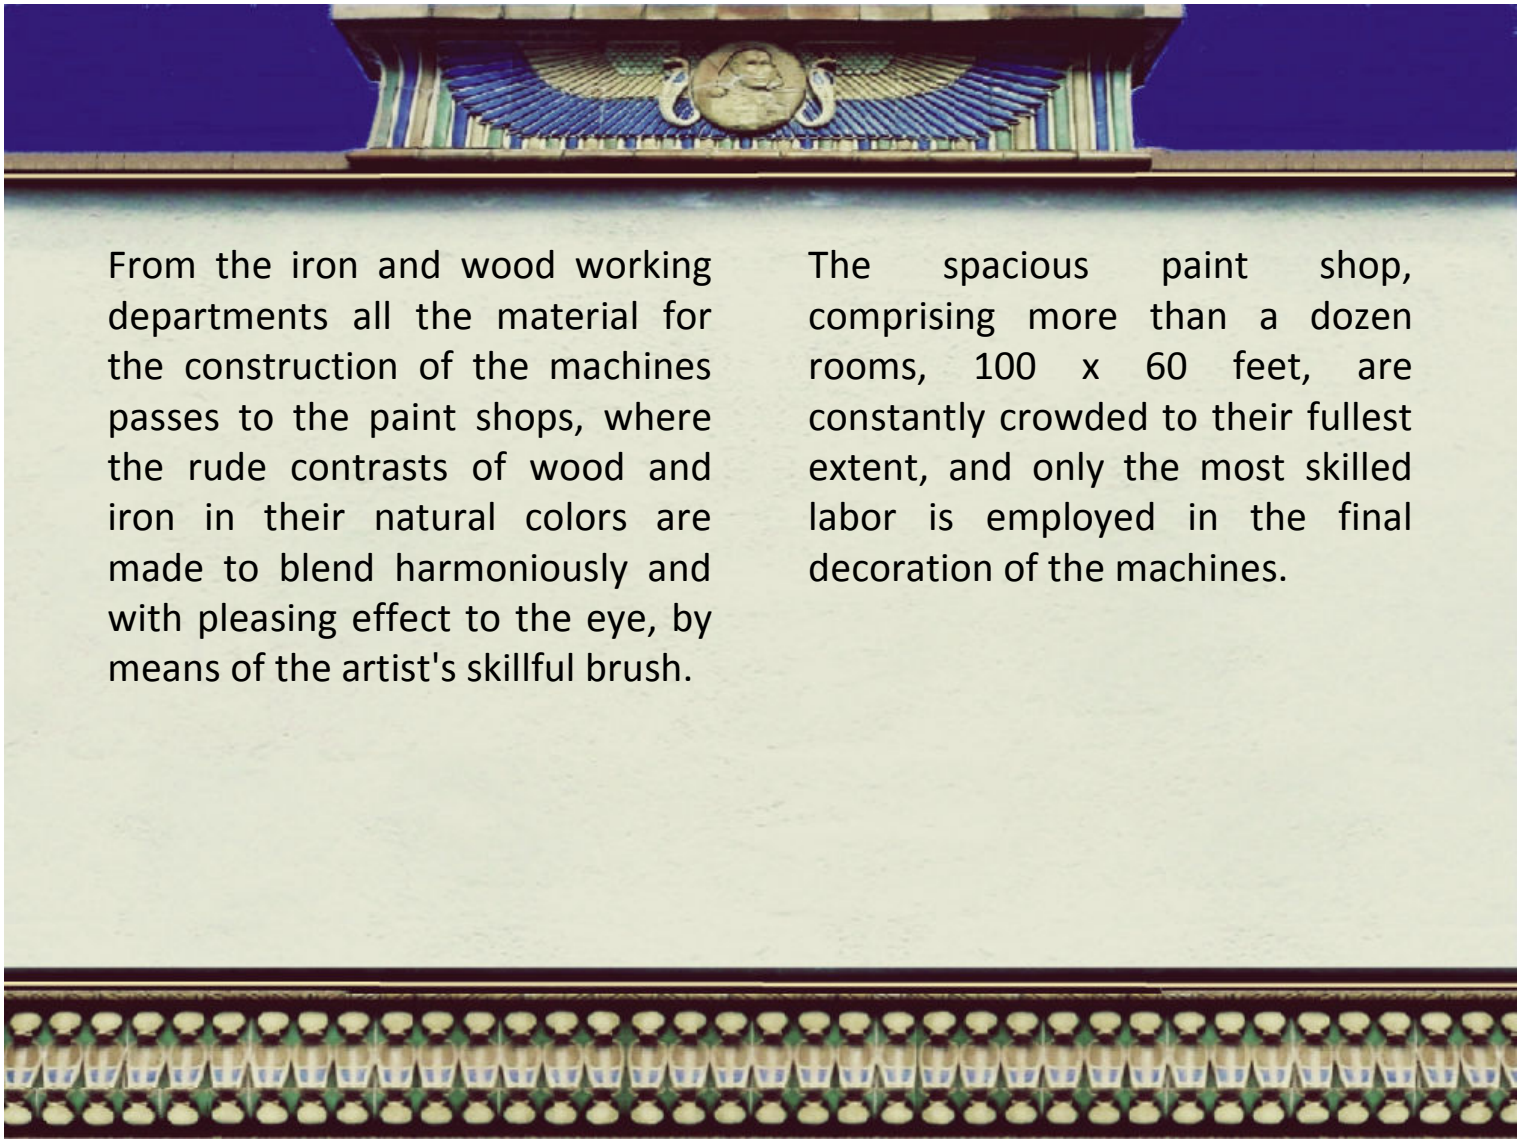 From the iron and wood working
departments all the material for
the construction of the machines
passes to the paint shops, where
the rude contrasts of wood and
iron in their natural colors are
made to blend harmoniously and
with pleasing effect to the eye, by
means of the artist's skillful brush.
The spacious paint shop,
comprising more than a dozen
rooms, 100 x 60 feet, are
constantly crowded to their fullest
extent, and only the most skilled
labor is employed in the final
decoration of the machines.